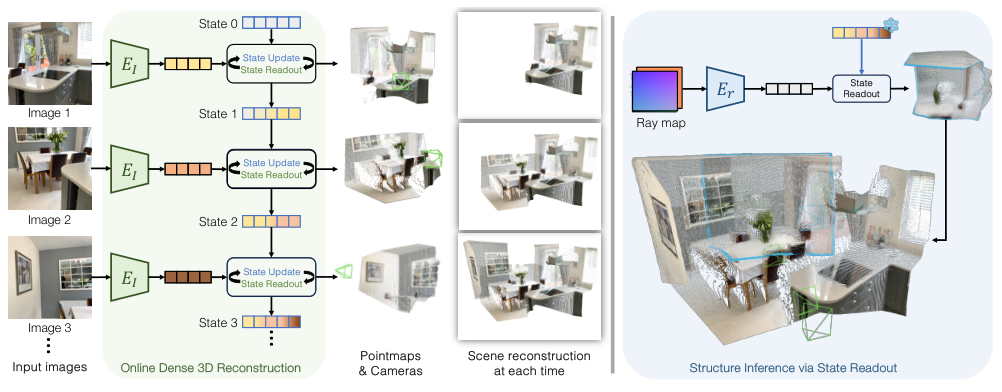 State 0
E_I
State Update
State Readout
Image 1
State 1
E_I
State Update
State Readout
Image 2
State 2
E_I
State Update
State Readout
Image 3
State 3
Input images
Online Dense 3D Reconstruction
Pointmaps
& Cameras
Scene reconstruction
at each time
Ray map
E_r
State
Readout
Structure Inference via State Readout